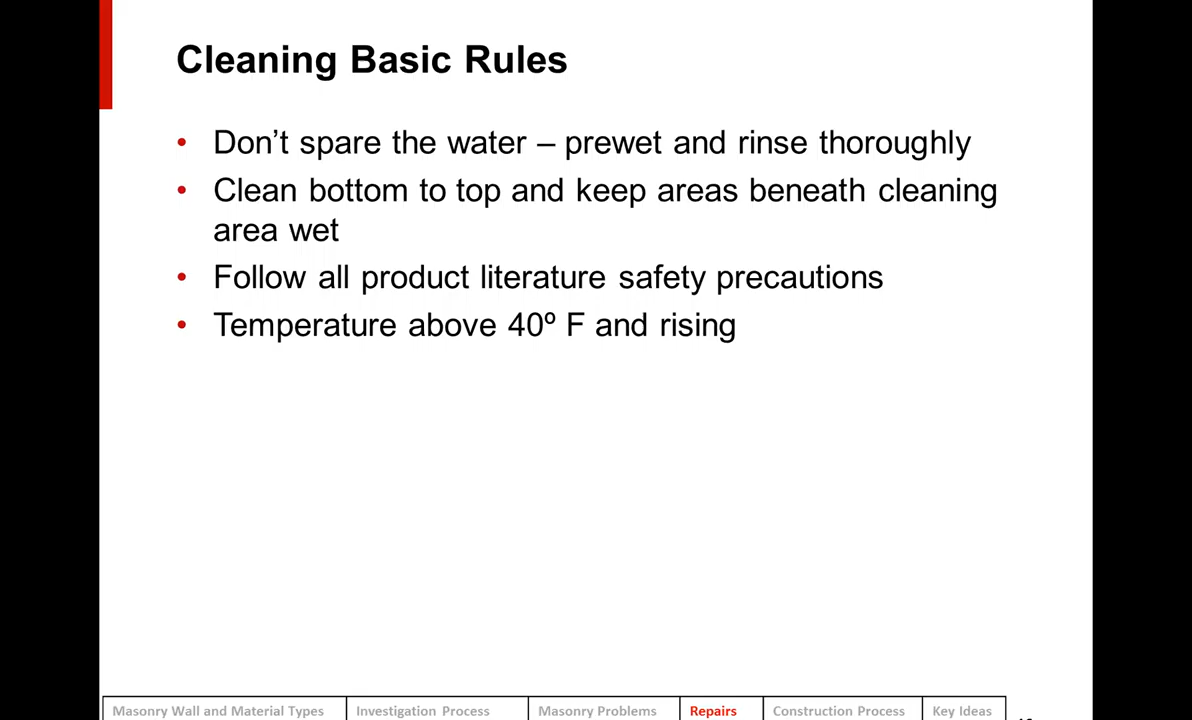 Cleaning Basic Rules
• Don’t spare the water – prewet and rinse thoroughly
• Clean bottom to top and keep areas beneath cleaning
area wet
• Follow all product literature safety precautions
• Temperature above 40º F and rising
Masonry Wall and Material Types Investigation Process Masonry Problems Repairs Construction Process Key Ideas